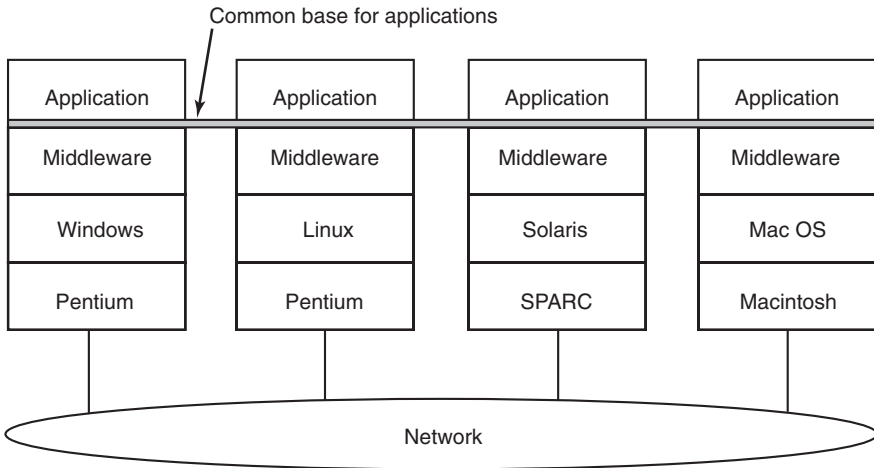 Common base for applications
Application Application Application Application
Middleware Middleware Middleware Middleware
Windows Linux Solaris Mac OS
Pentium Pentium SPARC Macintosh
Network